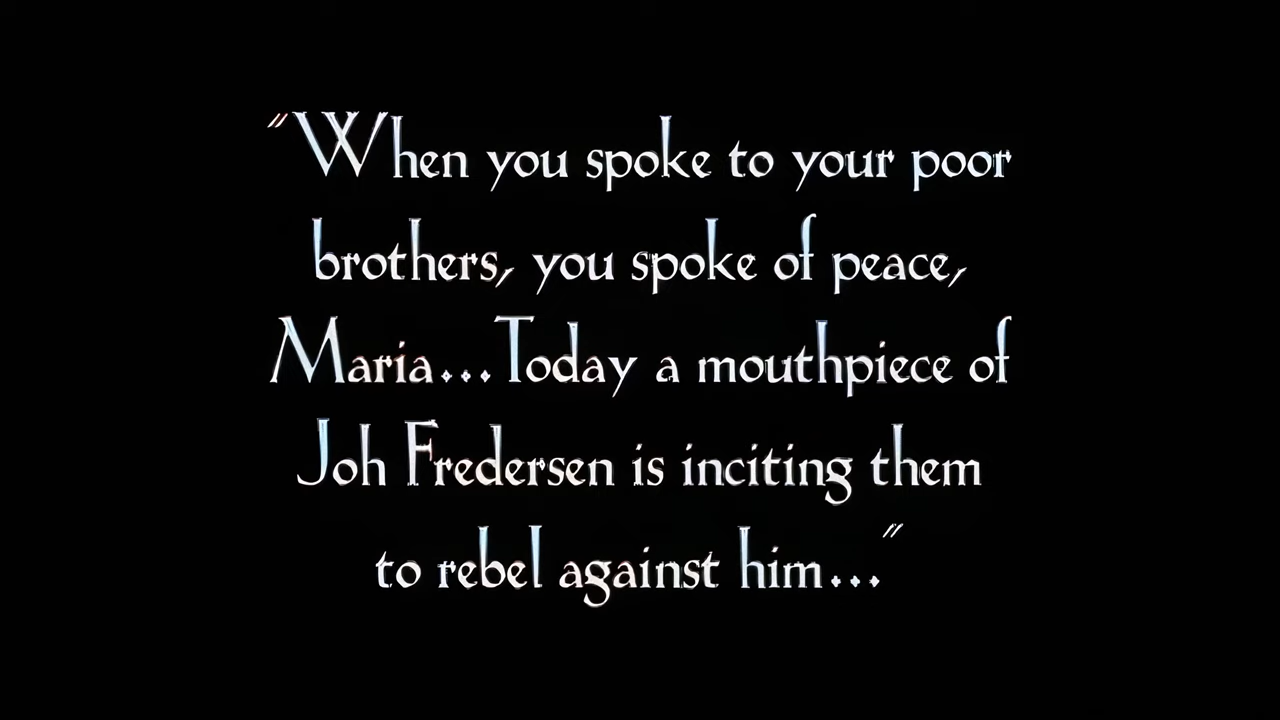 "When you spoke to your poor
brothers, you spoke of peace,
Maria...Today a mouthpiece of
Joh Fredersen is inciting them
to rebel against him..."